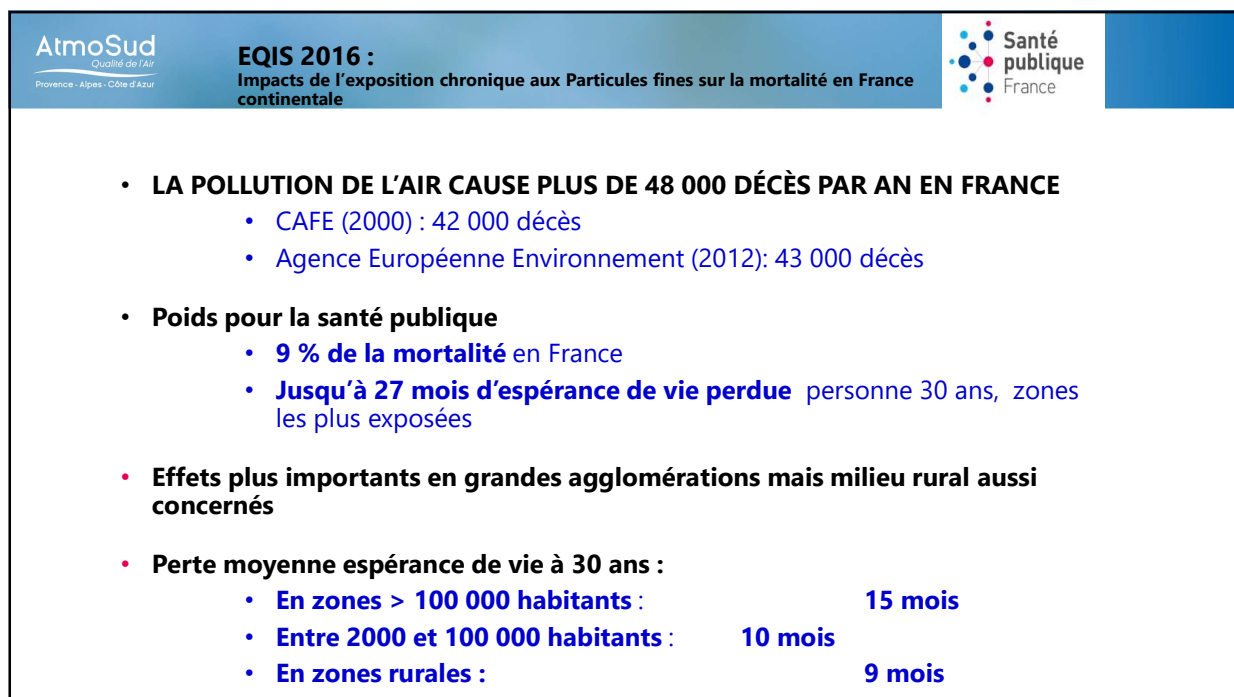 AtmoSud
Qualité de l'Air
Provence - Alpes - Côte d'Azur
EQIS 2016 :
Impacts de l'exposition chronique aux Particules fines sur la mortalité en France
continentale
Santé
publique
France
• LA POLLUTION DE L'AIR CAUSE PLUS DE 48 000 DÉCÈS PAR AN EN FRANCE
• CAFE (2000) : 42 000 décès
• Agence Européenne Environnement (2012): 43 000 décès
• Poids pour la santé publique
• 9 % de la mortalité en France
• Jusqu'à 27 mois d'espérance de vie perdue personne 30 ans, zones
les plus exposées
• Effets plus importants en grandes agglomérations mais milieu rural aussi
concernés
• Perte moyenne espérance de vie à 30 ans :
• En zones > 100 000 habitants : 15 mois
• Entre 2000 et 100 000 habitants : 10 mois
• En zones rurales : 9 mois